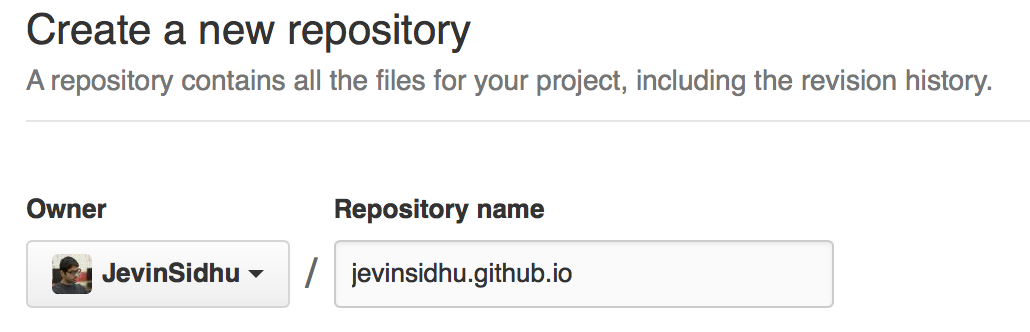 Create a new repository
A repository contains all the files for your project, including the revision history.
Owner
Repository name
JevinSidhu / jevinsidhu.github.io